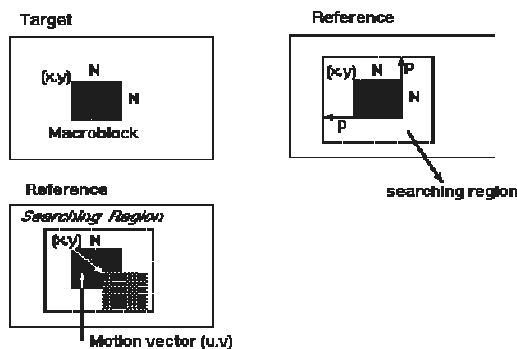 Target
(x,y) N
N
Macroblock
Reference
(x,y) N P
N
P
searching region
Reference
Searching Region
(x,y) N
Motion vector (u,v)